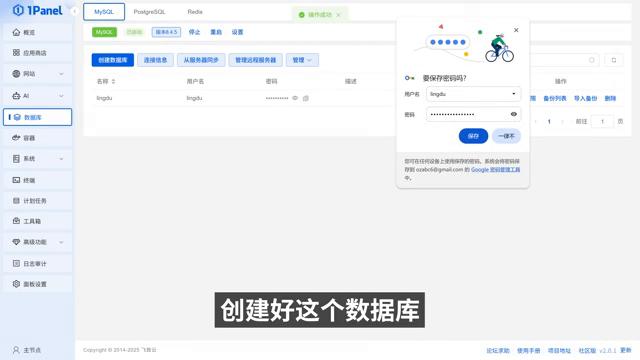 1Panel
概览
应用商店
网站
AI
数据库
容器
系统
终端
计划任务
工具箱
高级功能
日志审计
面板设置
主节点
MySQL
PostgreSQL
Redis
操作成功
MySQL
已启动
版本8.4.5
停止
重启
设置
创建数据库
连接信息
从服务器同步
管理远程服务器
管理
名称
用户名
密码
描述
操作
lingdu
lingdu
**********
限
备份列表
导入备份
删除
1
前往
1
页
要保存密码吗?
用户名
lingdu
密码
保存
一律不
您可在任何设备上使用保存的密码。系统会将密码保
存到 ozabc6@gmail.com 的 Google 密码管理工具
中。
创建好这个数据库
Copyright © 2014-2025 飞致云
论坛求助
使用手册
项目地址
社区版
v2.0.1
更新